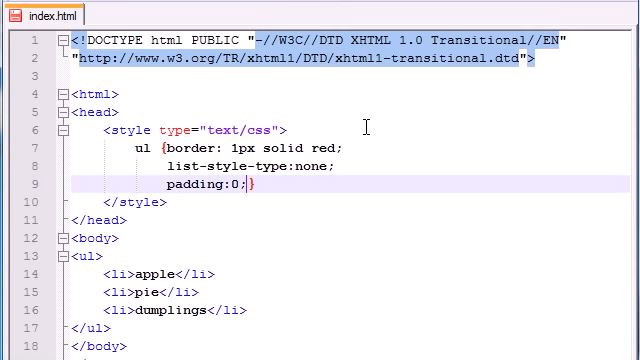 index.html
1 <!DOCTYPE html PUBLIC "-//W3C//DTD XHTML 1.0 Transitional//EN"
2 "http://www.w3.org/TR/xhtml1/DTD/xhtml1-transitional.dtd">
3
4 <html>
5 <head>
6 <style type="text/css">
7 ul {border: 1px solid red;
8 list-style-type:none;
9 padding:0;}
10 </style>
11 </head>
12 <body>
13 <ul>
14 <li>apple</li>
15 <li>pie</li>
16 <li>dumplings</li>
17 </ul>
18 </body>